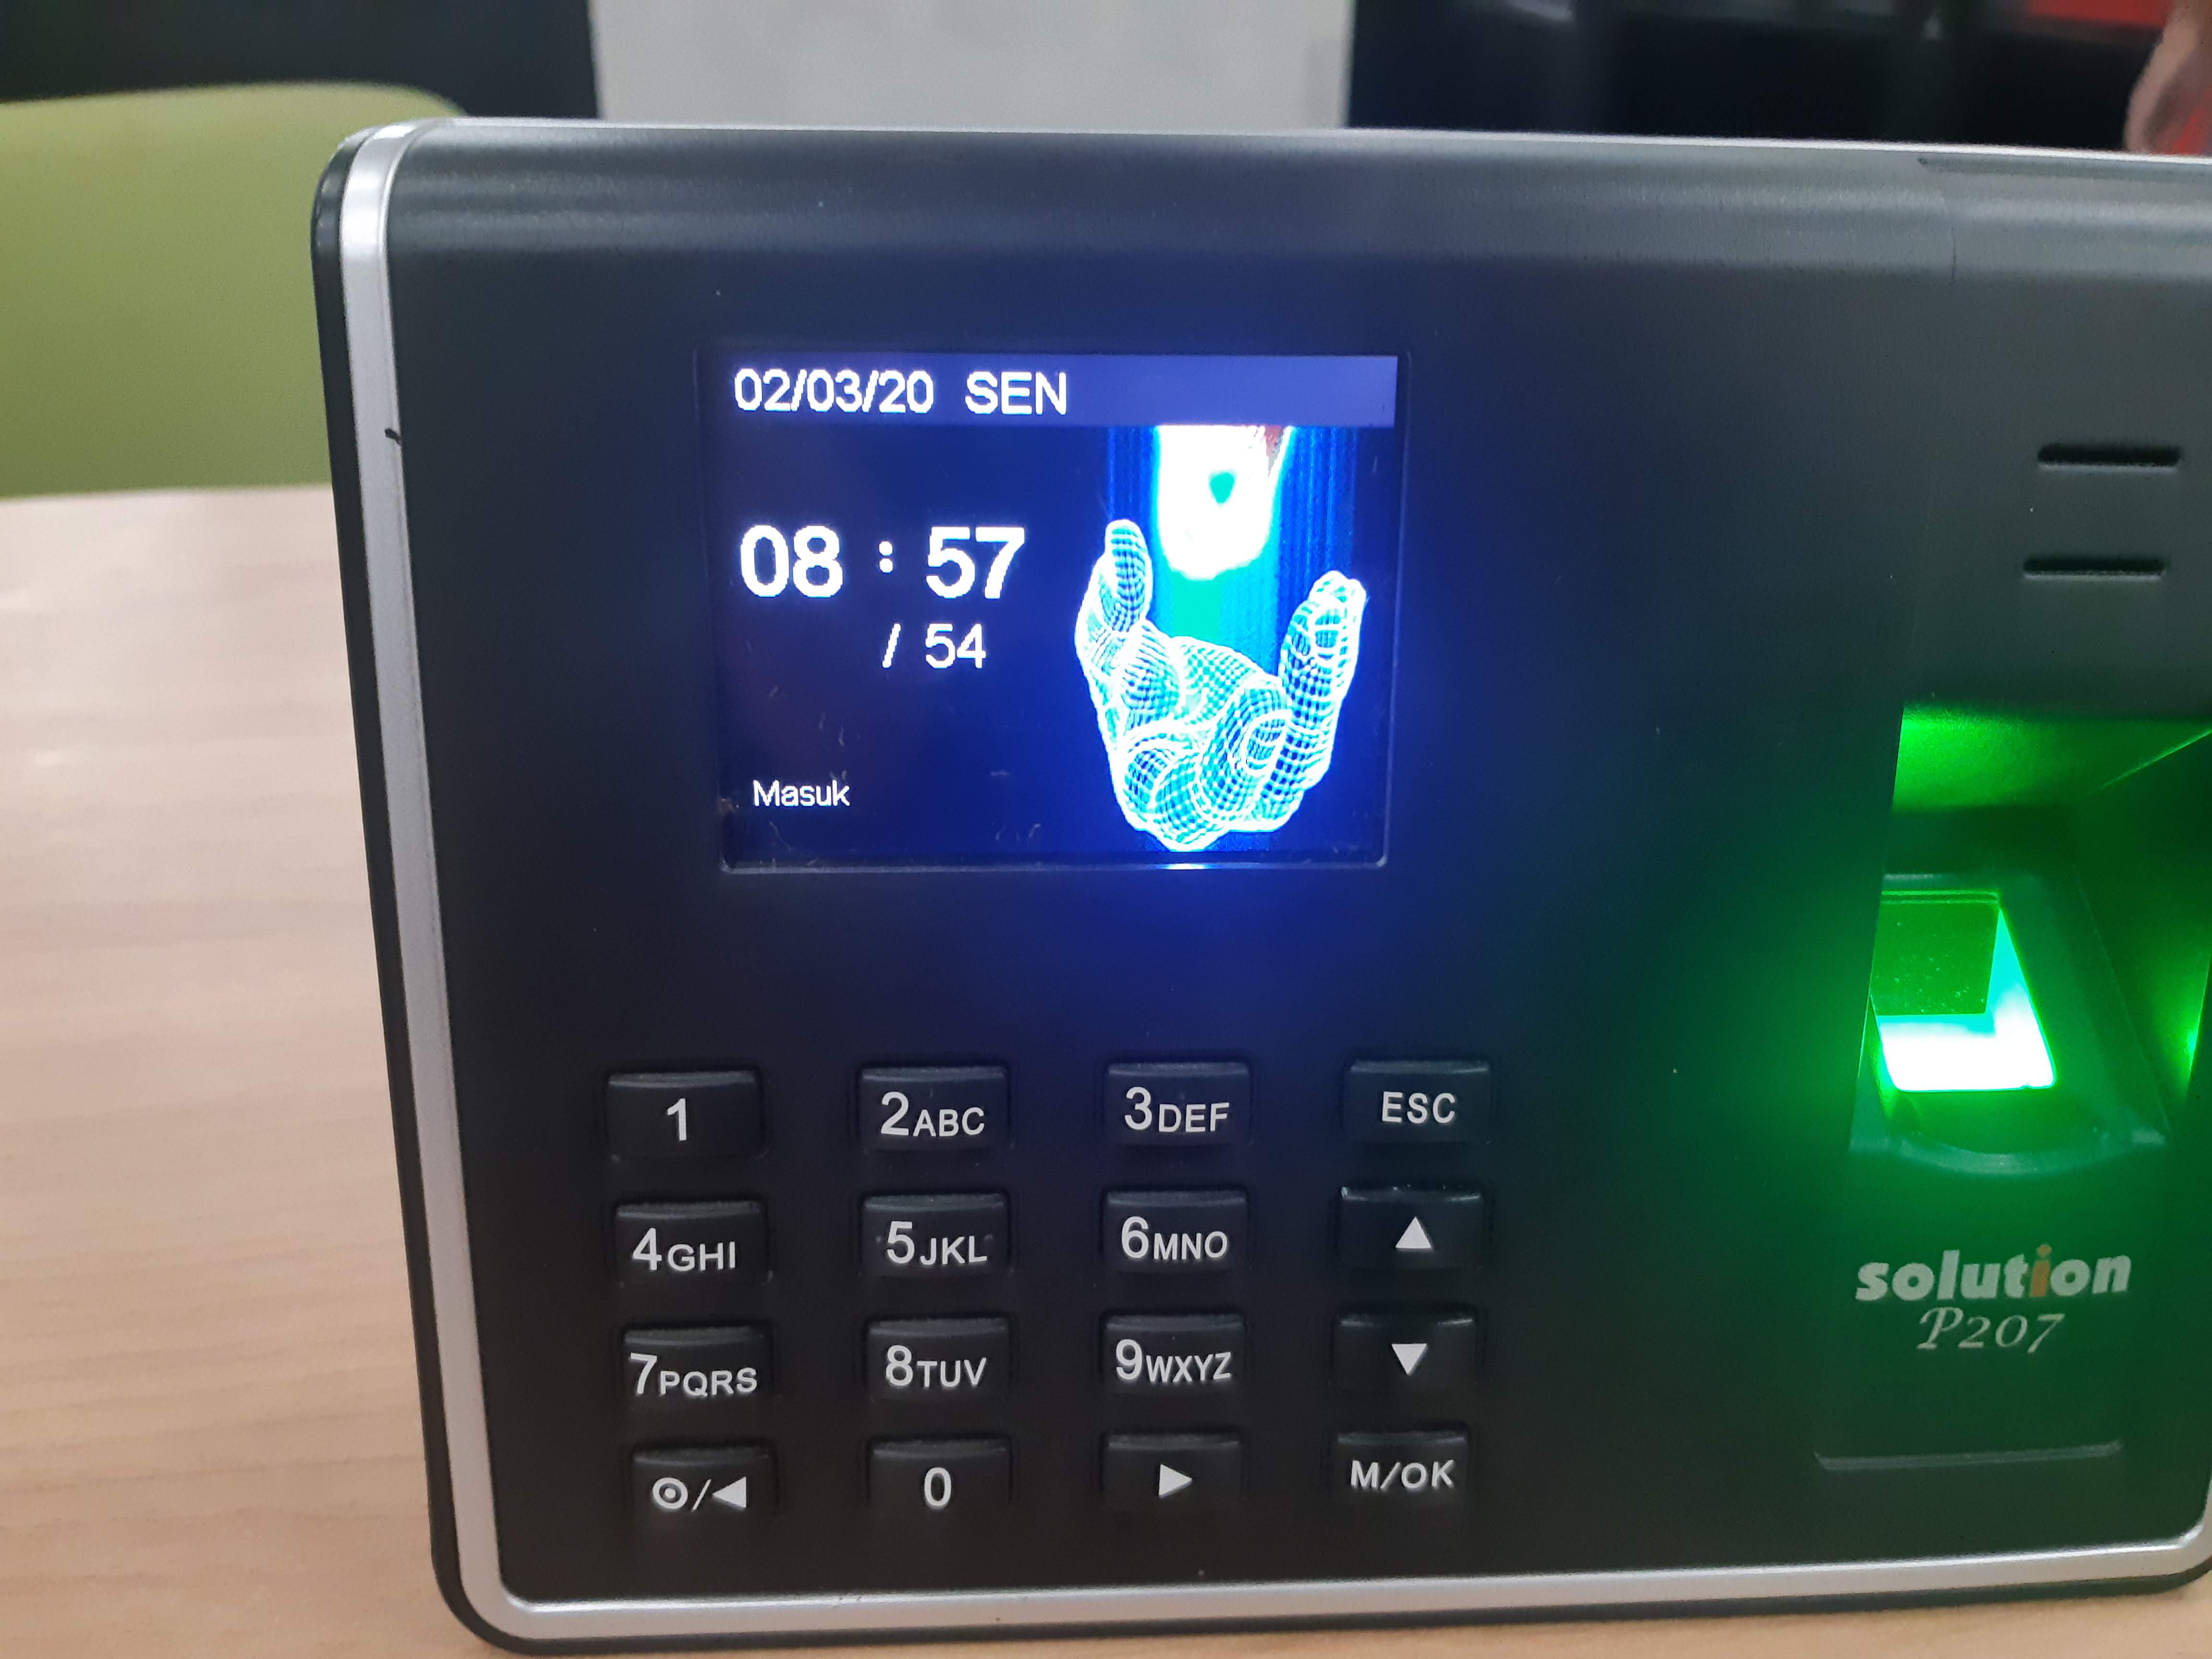 02/03/20 SEN
08 : 57
/ 54
Masuk
1 2ABC 3DEF ESC
4GHI 5JKL 6MNO ▲
7PQRS 8TUV 9WXYZ ▼
⊙/◀ 0 ▶ M/OK
solution
P207